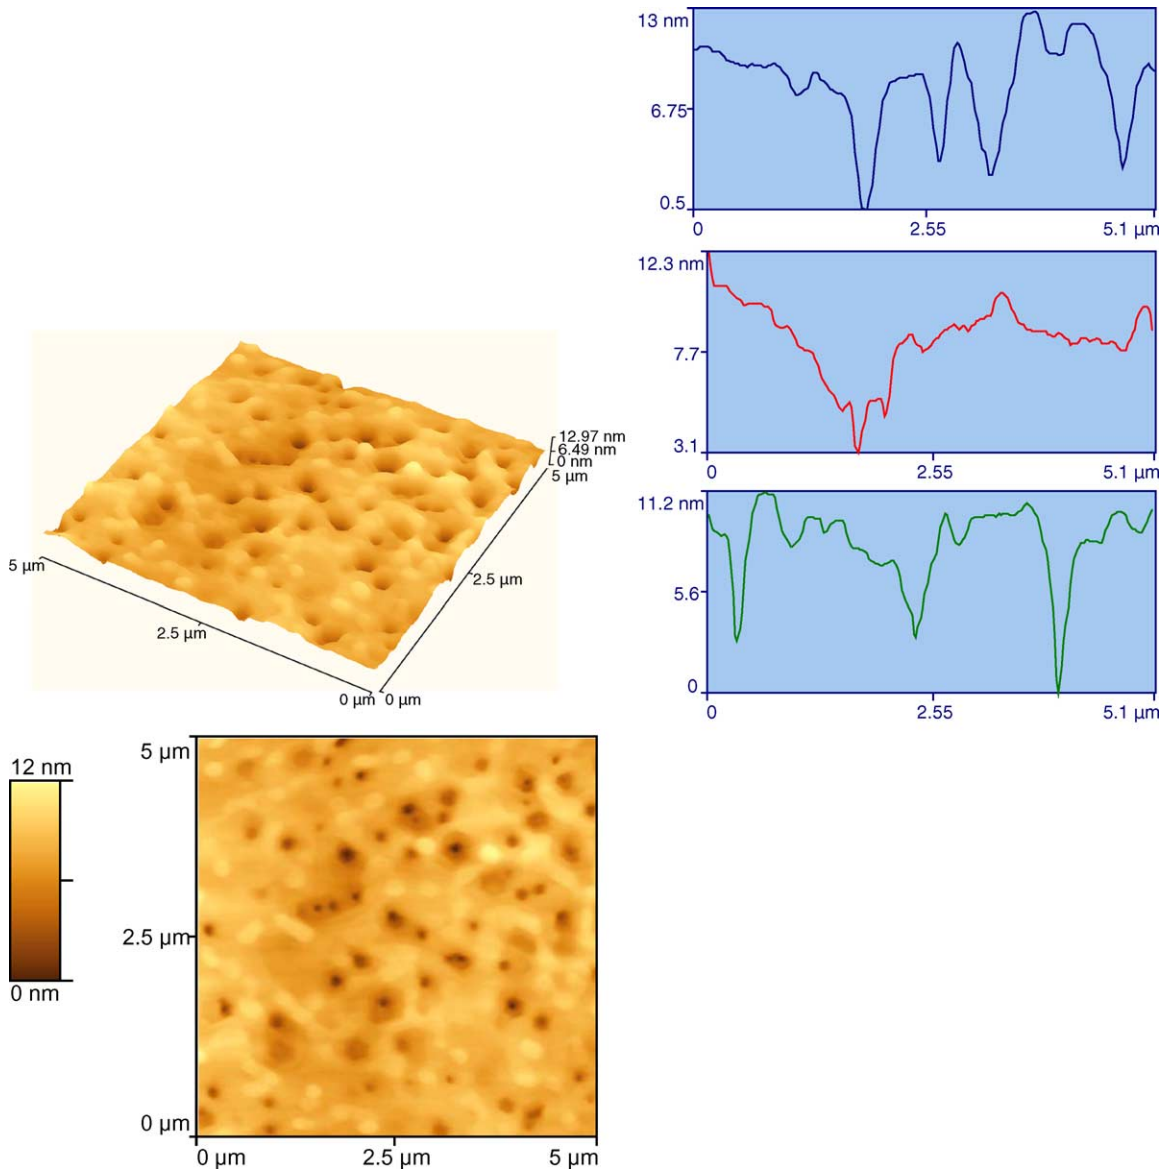 13 nm
6.75
0.5
0 2.55 5.1 µm
12.3 nm
7.7
3.1
0 2.55 5.1 µm
11.2 nm
5.6
0
0 2.55 5.1 µm
12.97 nm
6.49 nm
0 nm
5 µm
2.5 µm
0 µm
5 µm
2.5 µm
0 µm
12 nm
0 nm
5 µm
2.5 µm
0 µm
0 µm 2.5 µm 5 µm